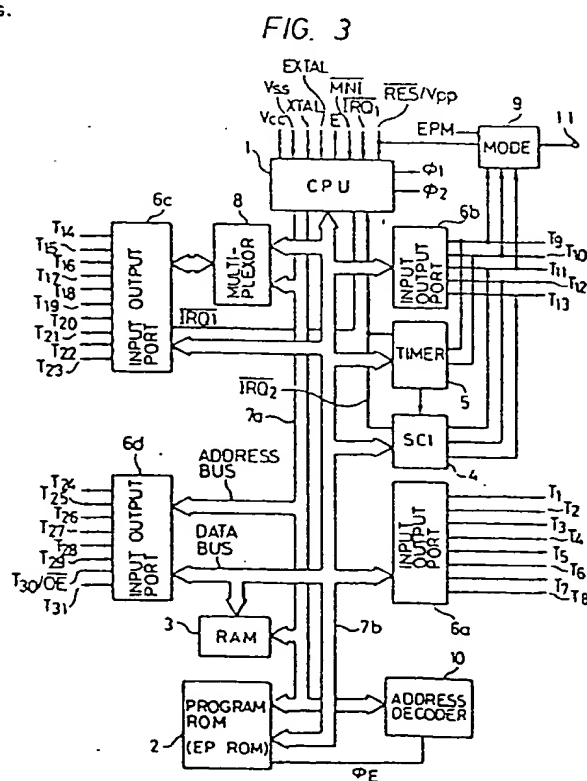 G.
FIG. 3
EXTAL
MNI
RES/Vpp
Vss
XTAL
E
IRQ1
Vcc
EPM
9
11
MODE
1
CPU
Φ1
Φ2
6c
8
6b
T14
T15
T16
T17
T18
T19
T20
T21
T22
T23
INPUT OUTPUT PORT
MULTI-PLEXOR
INPUT OUTPUT PORT
T9
T10
T11
T12
T13
IRQ1
TIMER
5
IRQ2
7a
SCI
4
6d
ADDRESS BUS
DATA BUS
T24
T25
T26
T27
T28
T29
T30/OE
T31
INPUT OUTPUT PORT
INPUT OUTPUT PORT
T1
T2
T3
T4
T5
T6
T7
T8
6a
3
RAM
7b
10
PROGRAM ROM
(EP ROM)
2
ADDRESS DECODER
ΦE